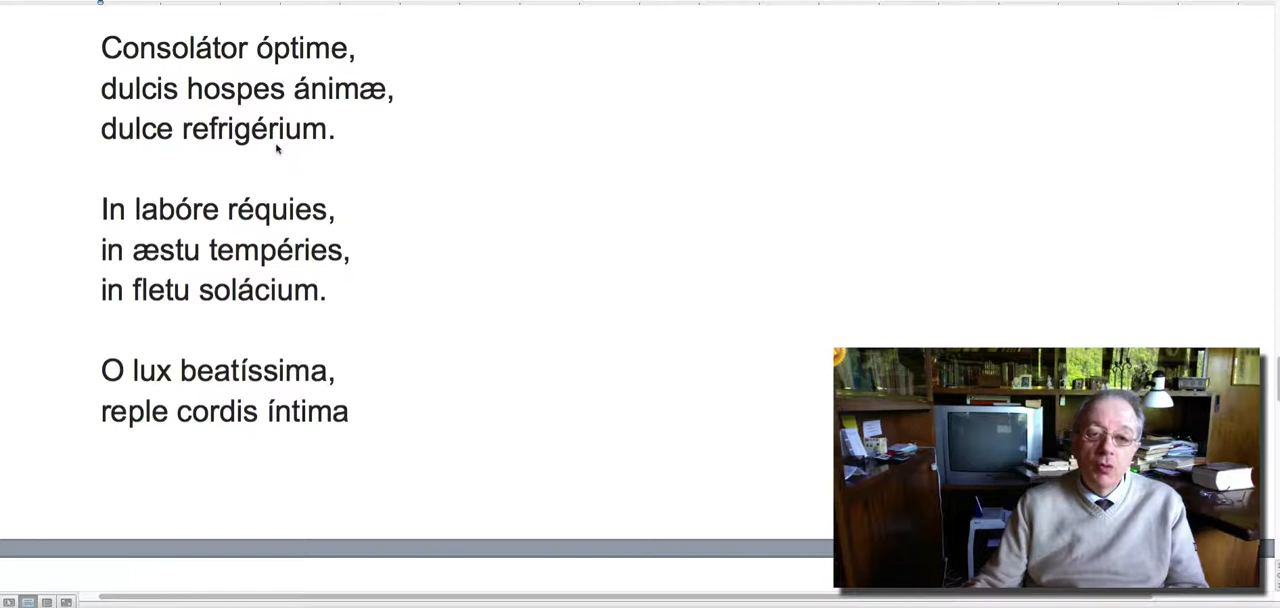 Consolátor óptime,
dulcis hospes ánimæ,
dulce refrigérium.
In labóre réquies,
in æstu tempéries,
in fletu solácium.
O lux beatíssima,
reple cordis íntima